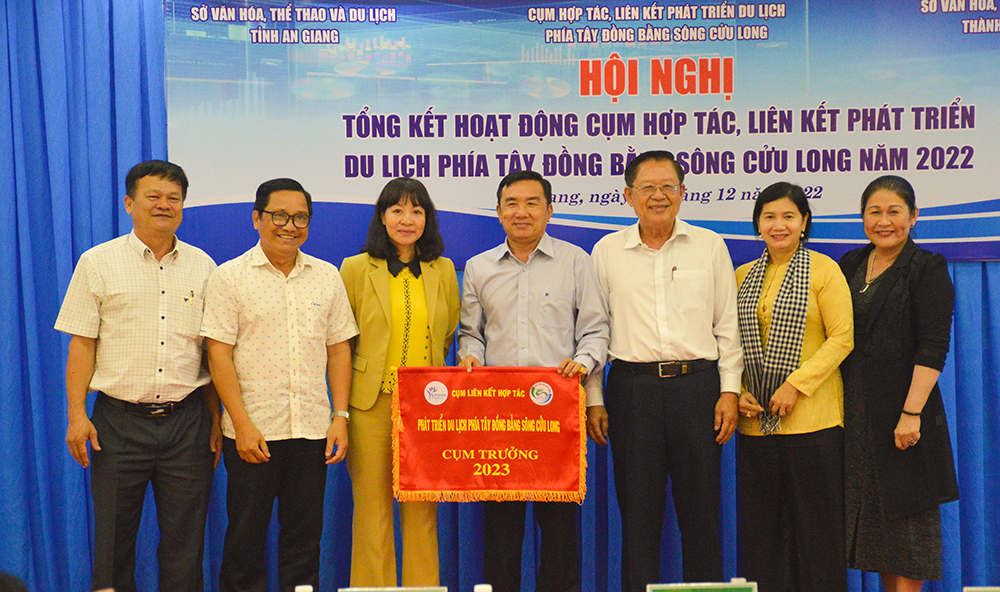 SỞ VĂN HÓA, THỂ THAO VÀ DU LỊCH
TỈNH AN GIANG
CỤM HỢP TÁC, LIÊN KẾT PHÁT TRIỂN DU LỊCH
PHÍA TÂY ĐỒNG BẰNG SÔNG CỬU LONG
SỞ VĂN HÓA,
THÀNH
HỘI NGHỊ
TỔNG KẾT HOẠT ĐỘNG CỤM HỢP TÁC, LIÊN KẾT PHÁT TRIỂN
DU LỊCH PHÍA TÂY ĐỒNG BẰNG SÔNG CỬU LONG NĂM 2022
ang, ngày 12
CỤM LIÊN KẾT HỢP TÁC
PHÁT TRIỂN DU LỊCH PHÍA TÂY ĐỒNG BẰNG SÔNG CỬU LONG
CỤM TRƯỞNG
2023